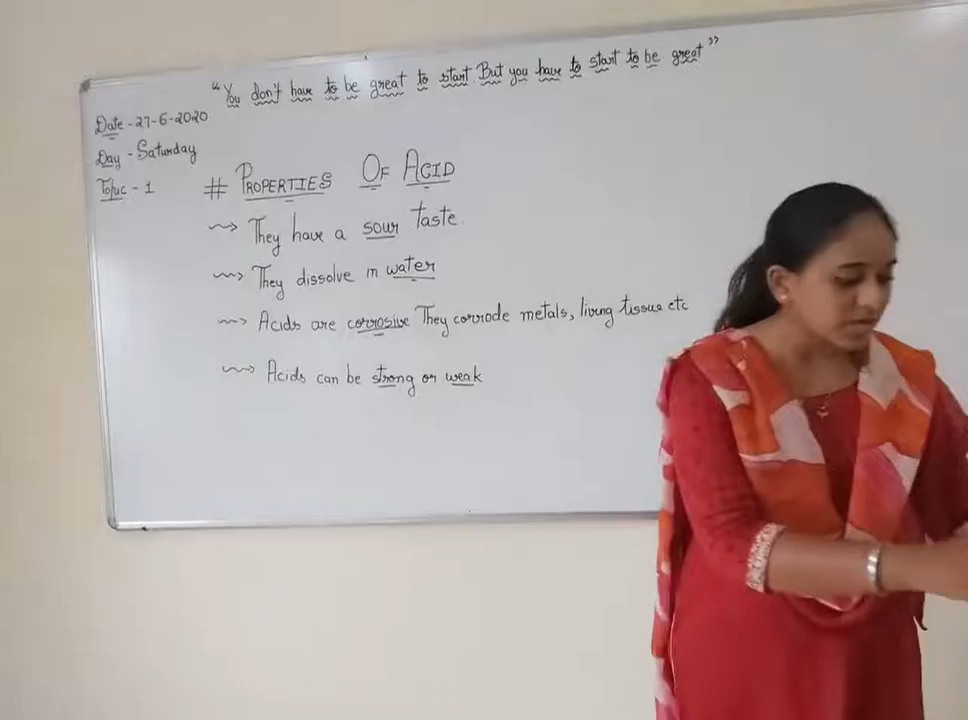 "You don't have to be great to start But you have to start to be great"
Date - 27-6-2020
Day - Saturday
Topic - 1
# PROPERTIES OF ACID
They have a sour taste.
They dissolve in water
Acids are corrosive They corrode metals, living tissue etc
Acids can be strong or weak